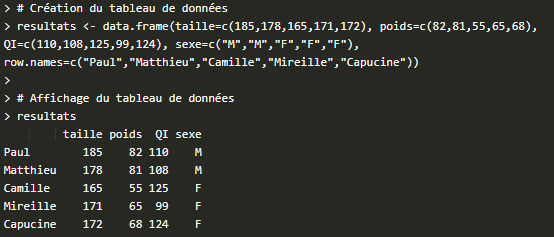 > # Création du tableau de données
> resultats <- data.frame(taille=c(185,178,165,171,172), poids=c(82,81,55,65,68),
QI=c(110,108,125,99,124), sexe=c("M","M","F","F","F"),
row.names=c("Paul","Matthieu","Camille","Mireille","Capucine"))
>
> # Affichage du tableau de données
> resultats
         taille poids  QI sexe
Paul        185    82 110    M
Matthieu    178    81 108    M
Camille     165    55 125    F
Mireille    171    65  99    F
Capucine    172    68 124    F